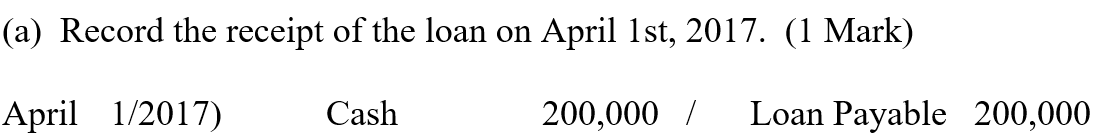 (a) Record the receipt of the loan on April 1st, 2017. (1 Mark)
April 1/2017) Cash 200,000 / Loan Payable 200,000